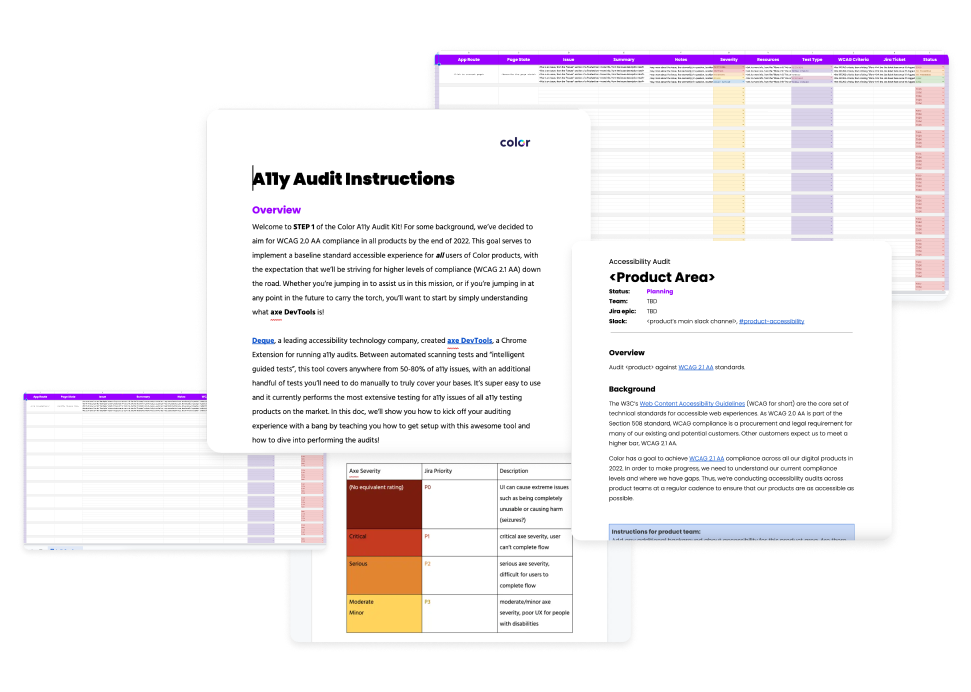 App Route Page State Issue Summary Notes Severity Resources Test Type WCAG Criteria Jira Ticket Status
color
A11y Audit Instructions
Overview
Welcome to STEP 1 of the Color A11y Audit Kit! For some background, we've decided to
aim for WCAG 2.0 AA compliance in all products by the end of 2022. This goal serves to
implement a baseline standard accessible experience for all users of Color products, with
the expectation that we'll be striving for higher levels of compliance (WCAG 2.1 AA) down
the road. Whether you're jumping in to assist us in this mission, or if you're jumping in at
any point in the future to carry the torch, you'll want to start by simply understanding
what axe DevTools is!
Deque, a leading accessibility technology company, created axe DevTools, a Chrome
Extension for running a11y audits. Between automated scanning tests and "intelligent
guided tests", this tool covers anywhere from 50-80% of a11y issues, with an additional
handful of tests you'll need to do manually to truly cover your bases. It's super easy to use
and it currently performs the most extensive testing for a11y issues of all a11y testing
products on the market. In this doc, we'll show you how to kick off your auditing
experience with a bang by teaching you how to get setup with this awesome tool and
how to dive into performing the audits!
Accessibility Audit
<Product Area>
Status: Planning
Team: TBD
Jira epic: TBD
Slack: <product's main slack channel>, #product-accessibility
Overview
Audit <product> against WCAG 2.1 AA standards.
Background
The W3C's Web Content Accessibility Guidelines (WCAG for short) are the core set of
technical standards for accessible web experiences. As WCAG 2.0 AA is part of the
Section 508 standard, WCAG compliance is a procurement and legal requirement for
many of our existing and potential customers. Other customers expect us to meet a
higher bar, WCAG 2.1 AA.
Color has a goal to achieve WCAG 2.1 AA compliance across all our digital products in
2022. In order to make progress, we need to understand our current compliance
levels and where we have gaps. Thus, we're conducting accessibility audits across
product teams at a regular cadence to ensure that our products are as accessible as
possible.
Instructions for product team:
App Route Page State Issue Summary Notes
Axe Severity Jira Priority Description
(No equivalent rating) P0 UI can cause extreme issues
such as being completely
unusable or causing harm
(seizures?)
Critical P1 critical axe severity, user
can't complete flow
Serious P2 serious axe severity,
difficult for users to
complete flow
Moderate P3 moderate/minor axe
Minor severity, poor UX for people
with disabilities